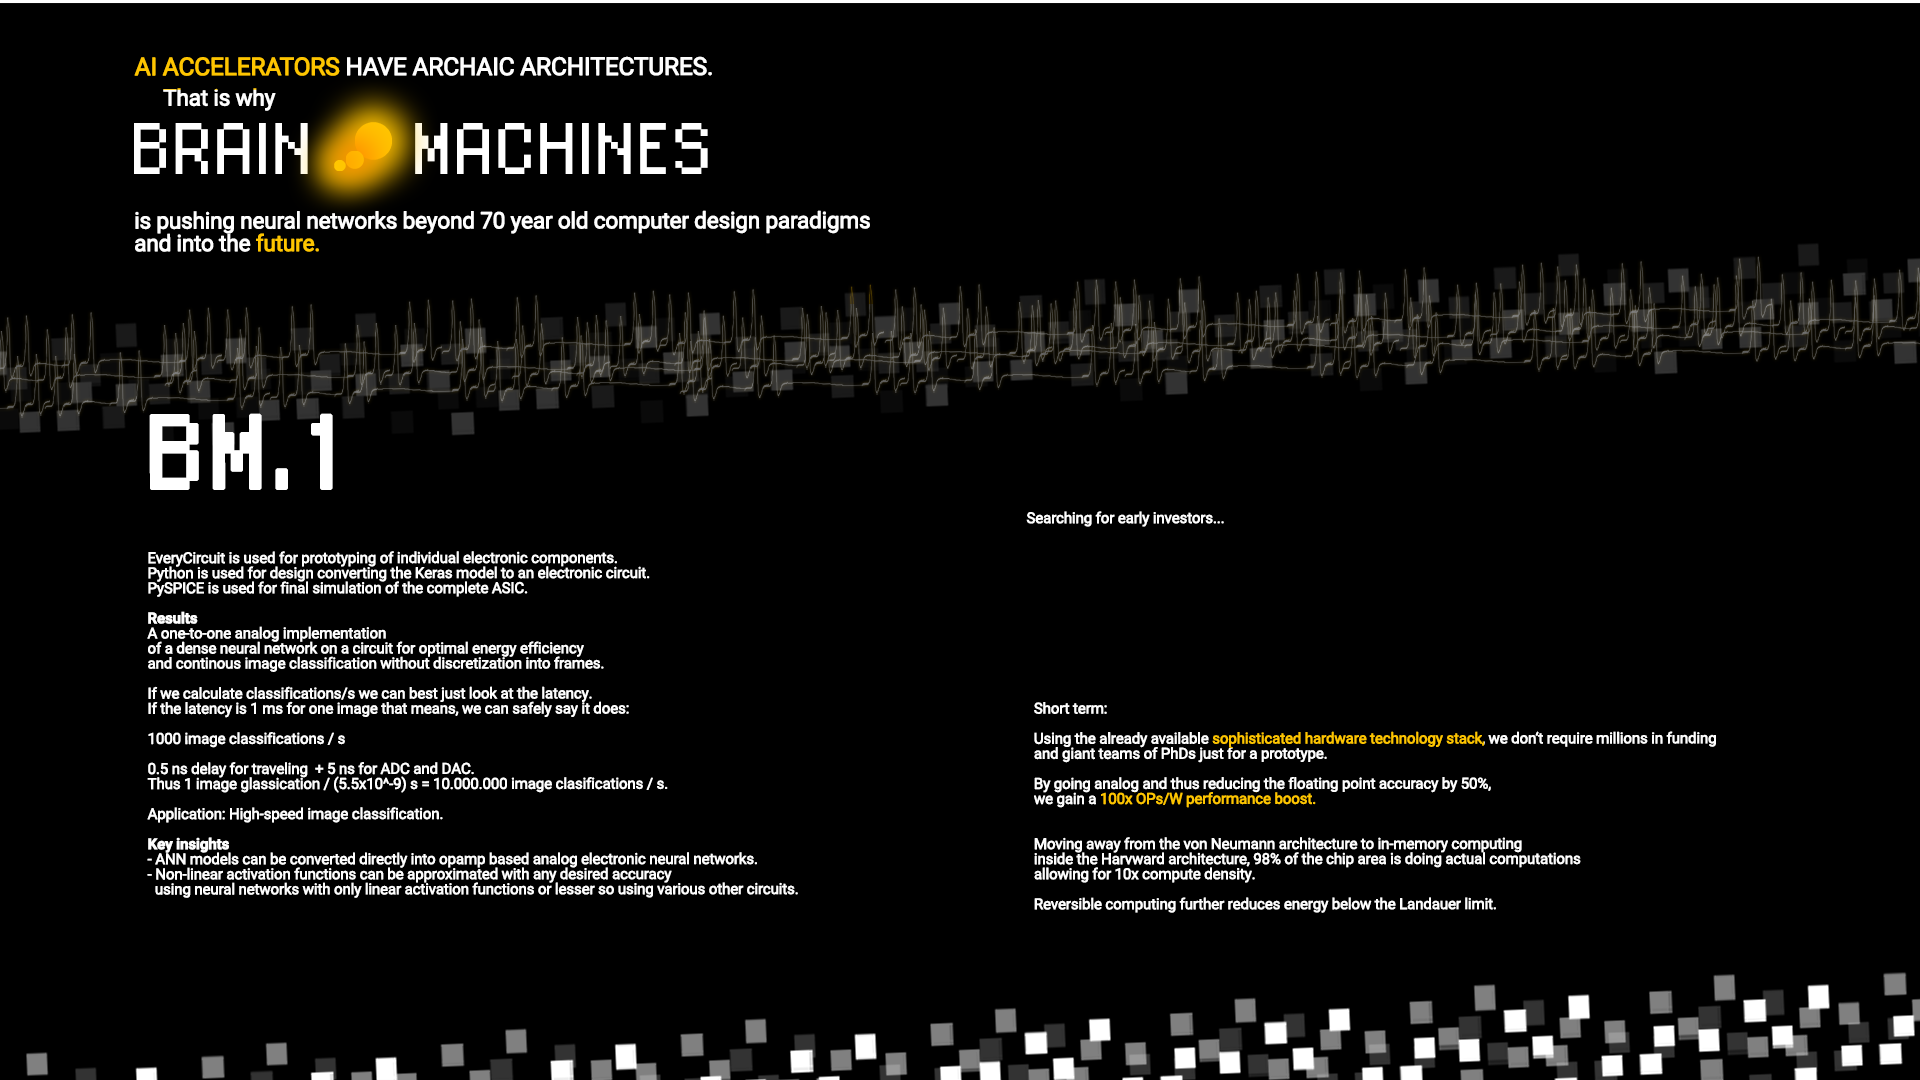 AI ACCELERATORS HAVE ARCHAIC ARCHITECTURES.
That is why
BRAIN MACHINES
is pushing neural networks beyond 70 year old computer design paradigms
and into the future.
BM.1
Searching for early investors...
EveryCircuit is used for prototyping of individual electronic components.
Python is used for design converting the Keras model to an electronic circuit.
PySPICE is used for final simulation of the complete ASIC.
Results
A one-to-one analog implementation
of a dense neural network on a circuit for optimal energy efficiency
and continous image classification without discretization into frames.
If we calculate classifications/s we can best just look at the latency.
If the latency is 1 ms for one image that means, we can safely say it does:
1000 image classifications / s
0.5 ns delay for traveling  + 5 ns for ADC and DAC.
Thus 1 image glassication / (5.5x10^-9) s = 10.000.000 image clasifications / s.
Application: High-speed image classification.
Key insights
- ANN models can be converted directly into opamp based analog electronic neural networks.
- Non-linear activation functions can be approximated with any desired accuracy
using neural networks with only linear activation functions or lesser so using various other circuits.
Short term:
Using the already available sophisticated hardware technology stack, we don't require millions in funding
and giant teams of PhDs just for a prototype.
By going analog and thus reducing the floating point accuracy by 50%,
we gain a 100x OPs/W performance boost.
Moving away from the von Neumann architecture to in-memory computing
inside the Harvward architecture, 98% of the chip area is doing actual computations
allowing for 10x compute density.
Reversible computing further reduces energy below the Landauer limit.